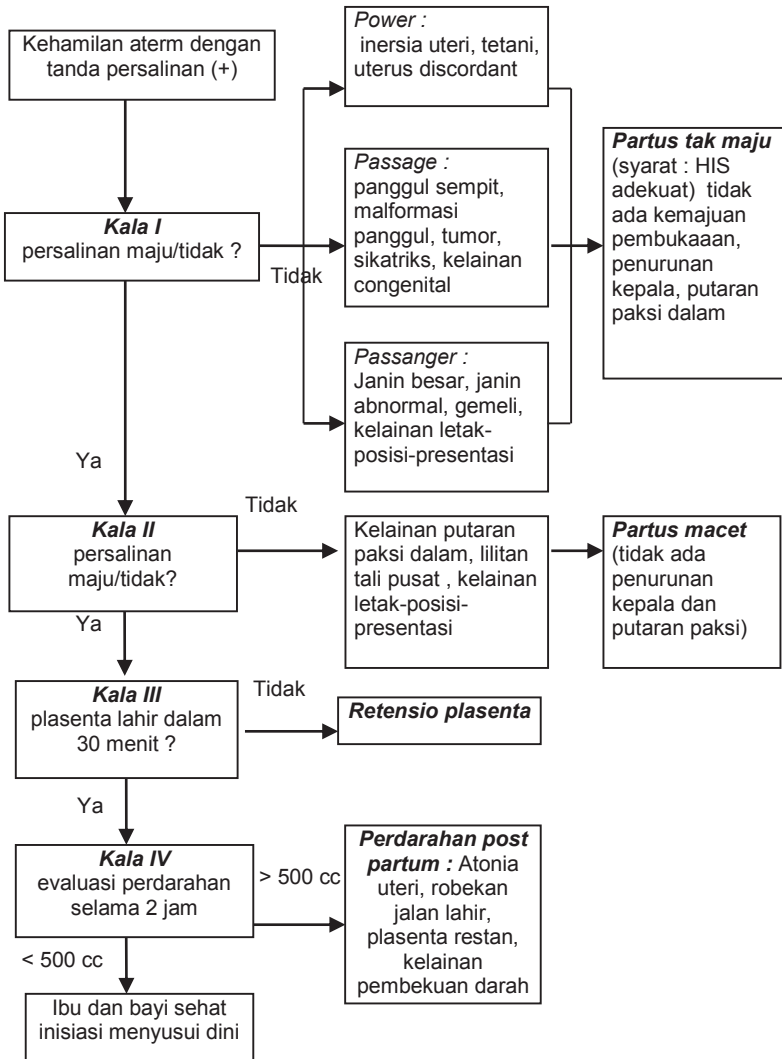 Kehamilan aterm dengan
tanda persalinan (+)
Power :
inersia uteri, tetani,
uterus discordant
Kala I
persalinan maju/tidak ?
Tidak
Passage :
panggul sempit,
malformasi
panggul, tumor,
sikatriks, kelainan
congenital
Partus tak maju
(syarat : HIS
adekuat) tidak
ada kemajuan
pembukaaan,
penurunan
kepala, putaran
paksi dalam
Passanger :
Janin besar, janin
abnormal, gemeli,
kelainan letak-
posisi-presentasi
Ya
Kala II
persalinan
maju/tidak?
Tidak
Kelainan putaran
paksi dalam, lilitan
tali pusat , kelainan
letak-posisi-
presentasi
Partus macet
(tidak ada
penurunan
kepala dan
putaran paksi)
Ya
Kala III
plasenta lahir dalam
30 menit ?
Tidak
Retensio plasenta
Ya
Kala IV
evaluasi perdarahan
selama 2 jam
> 500 cc
Perdarahan post
partum : Atonia
uteri, robekan
jalan lahir,
plasenta restan,
kelainan
pembekuan darah
< 500 cc
Ibu dan bayi sehat
inisiasi menyusui dini